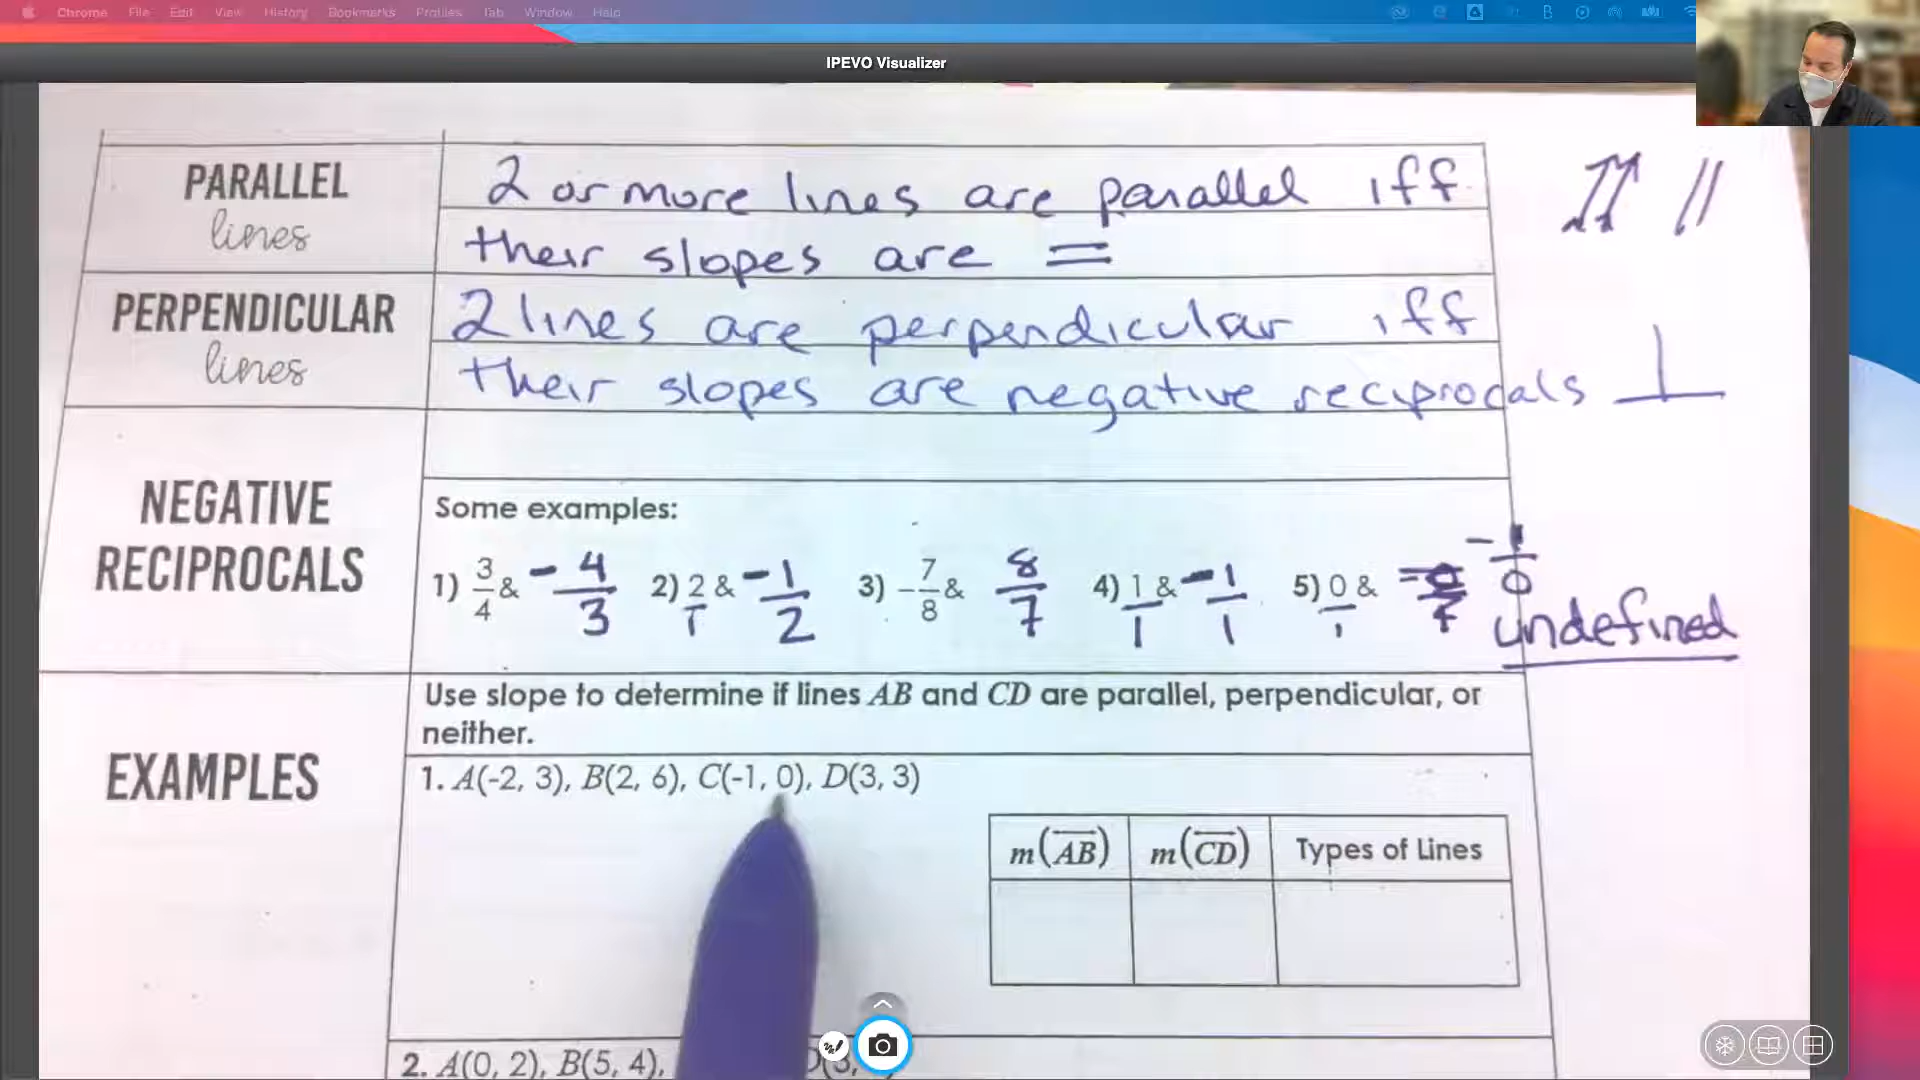 Chrome File Edit View History Bookmarks Profiles Tab Window Help
IPEVO Visualizer
PARALLEL
lines
2 or more lines are parallel iff
their slopes are =
PERPENDICULAR
lines
2 lines are perpendicular iff
their slopes are negative reciprocals
NEGATIVE
RECIPROCALS
Some examples:
1) 3/4 & -4/3 2) 2/1 & -1/2 3) -7/8 & 8/7 4) 1/1 & -1/1 5) 0/1 & -1/0
undefined
EXAMPLES
Use slope to determine if lines AB and CD are parallel, perpendicular, or
neither.
1. A(-2, 3), B(2, 6), C(-1, 0), D(3, 3)
m(AB) m(CD) Types of Lines
2. A(0, 2), B(5, 4),